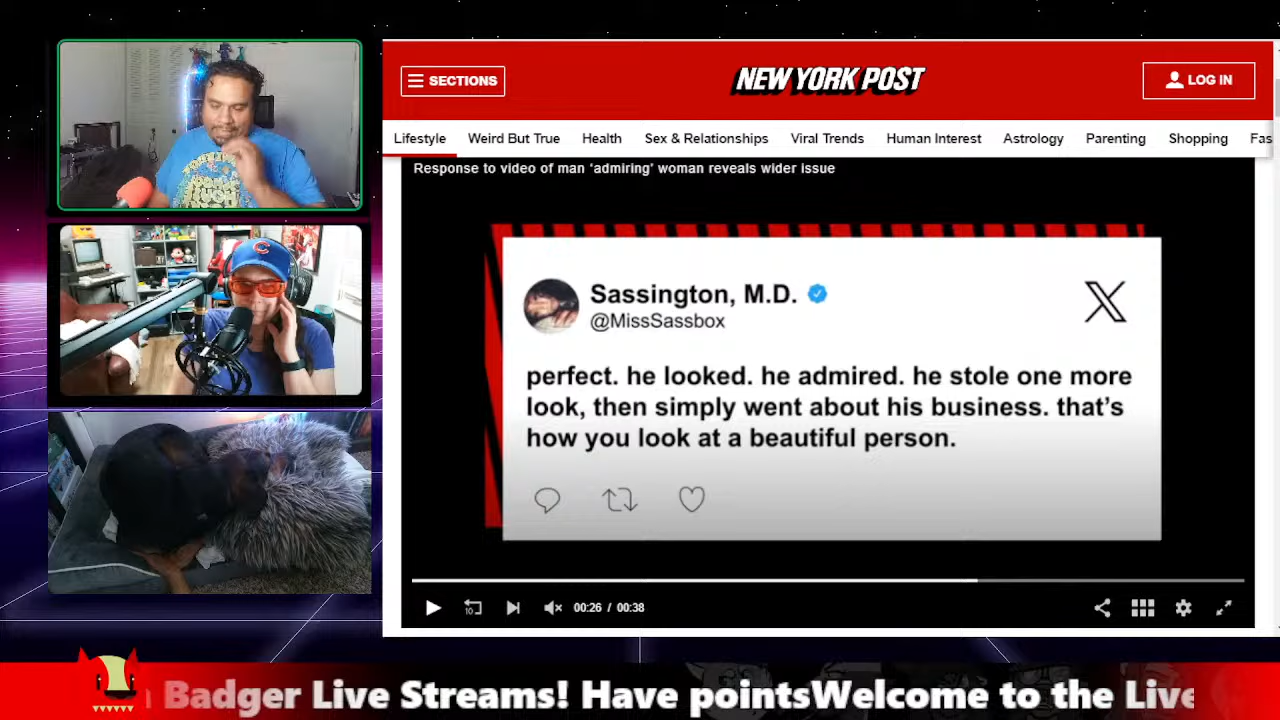 SECTIONS
NEW YORK POST
LOG IN
Lifestyle Weird But True Health Sex & Relationships Viral Trends Human Interest Astrology Parenting Shopping Fas
Response to video of man 'admiring' woman reveals wider issue
Sassington, M.D.
@MissSassbox
X
perfect. he looked. he admired. he stole one more
look, then simply went about his business. that's
how you look at a beautiful person.
10
00:26 / 00:38
C
Badger Live Streams! Have pointsWelcome to the Live